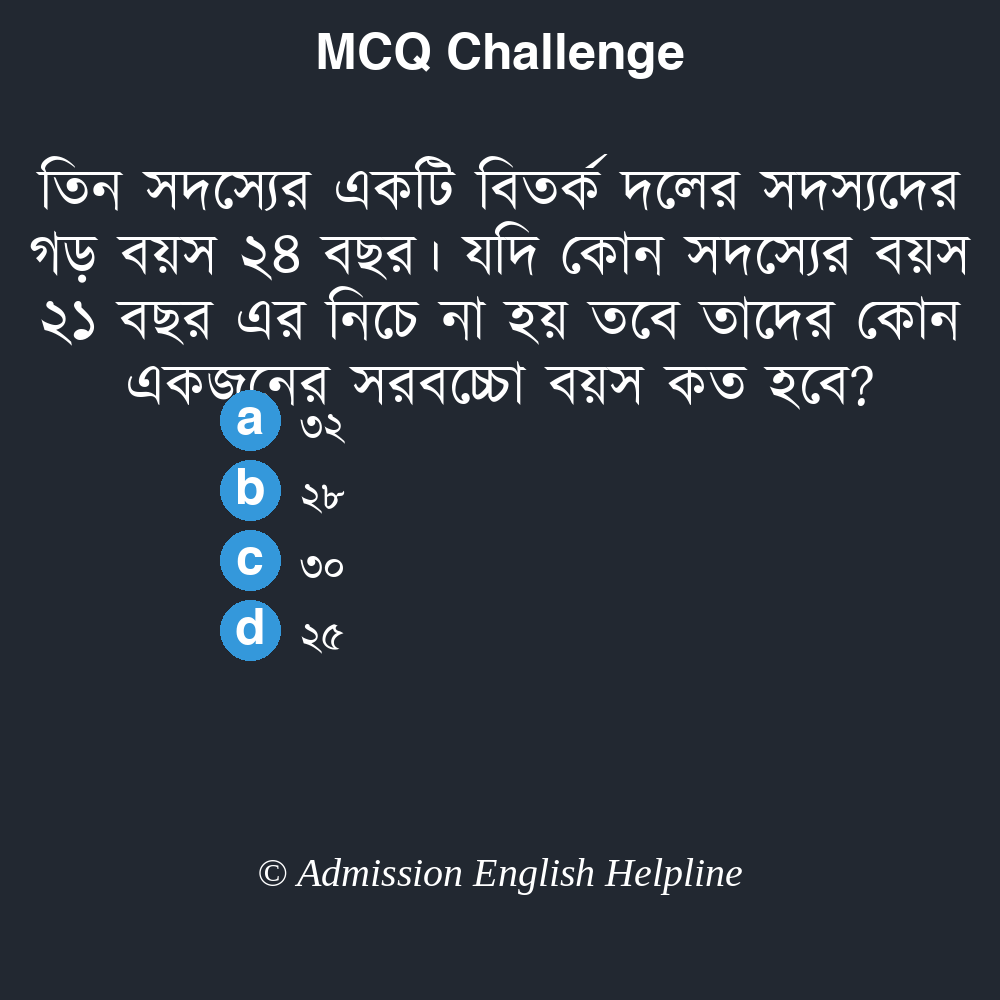 MCQ Challenge
তিন সদস্যের একটি বিতর্ক দলের সদস্যদের
গড় বয়স ২৪ বছর। যদি কোন সদস্যের বয়স
২১ বছর এর নিচে না হয় তবে তাদের কোন
একজনের সরবচ্চো বয়স কত হবে?
a ৩২
b ২৮
c ৩০
d ২৫
© Admission English Helpline